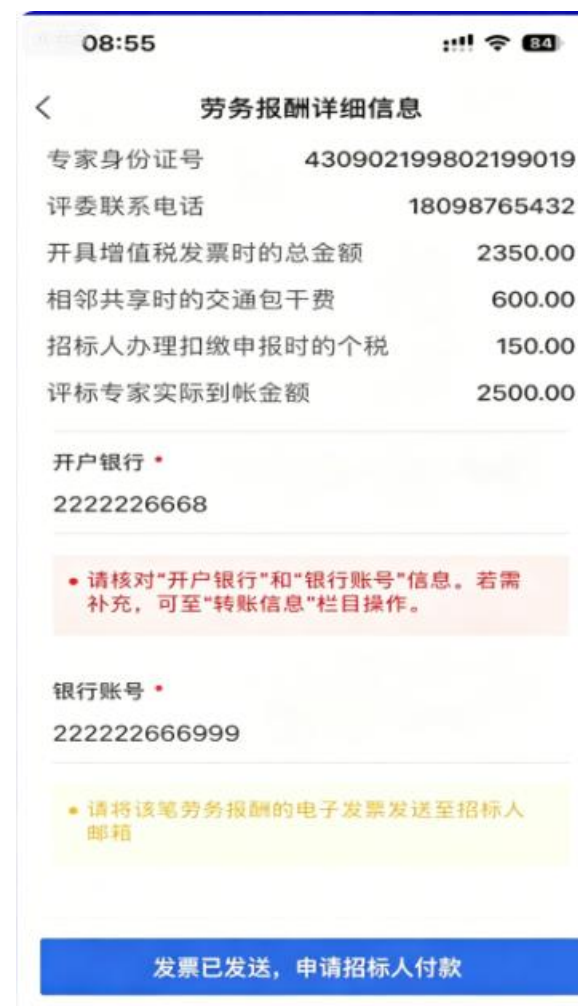 08:55
84
劳务报酬详细信息
专家身份证号 430902199802199019
评委联系电话 18098765432
开具增值税发票时的总金额 2350.00
相邻共享时的交通包干费 600.00
招标人办理扣缴申报时的个税 150.00
评标专家实际到帐金额 2500.00
开户银行 •
2222226668
• 请核对“开户银行”和“银行账号”信息。若需
补充，可至“转账信息”栏目操作。
银行账号 •
222222666999
• 请将该笔劳务报酬的电子发票发送至招标人
邮箱
发票已发送，申请招标人付款